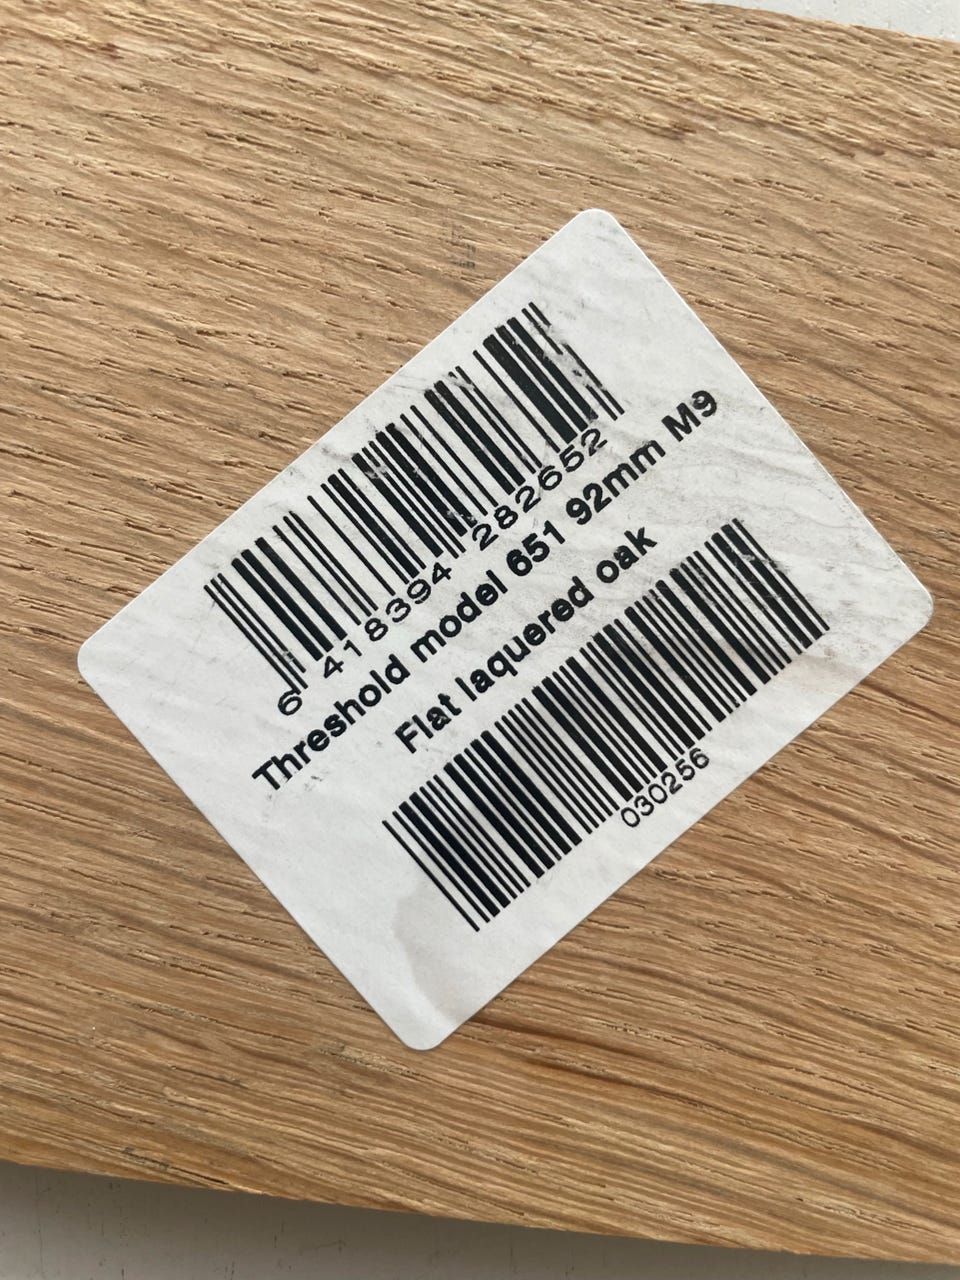 6 418394 282652
Threshold model 651 92mm M9
Flat laquered oak
030256